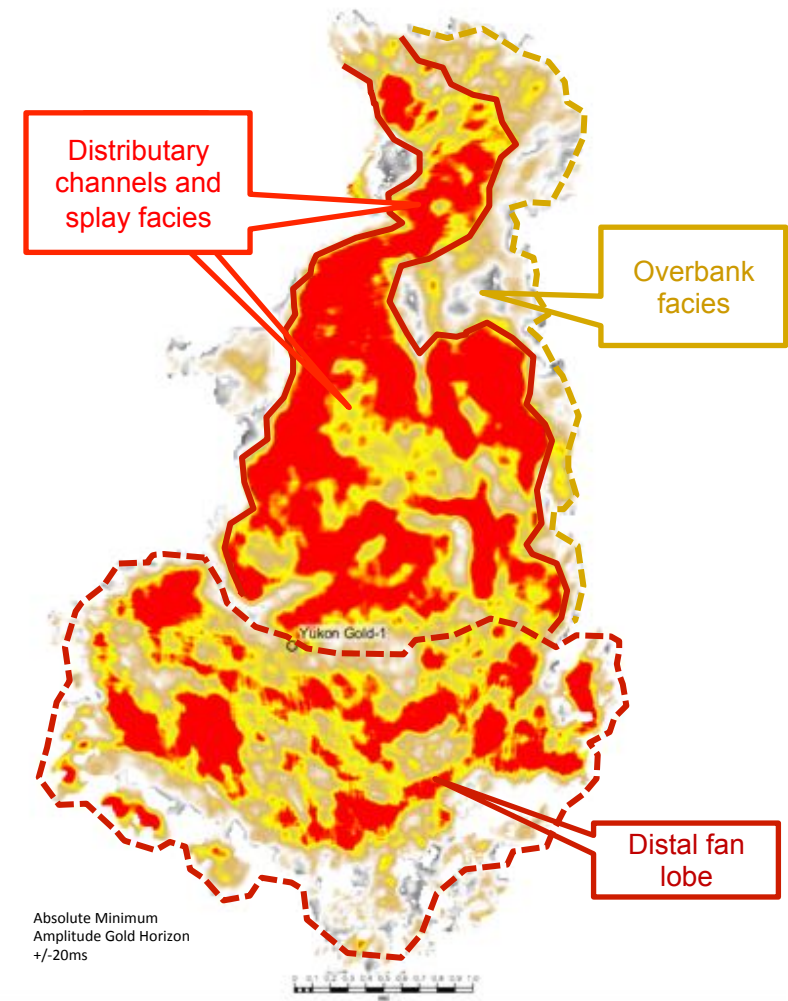 Distributary
channels and
splay facies
Overbank
facies
Yukon Gold-1
Distal fan
lobe
Absolute Minimum
Amplitude Gold Horizon
+/-20ms